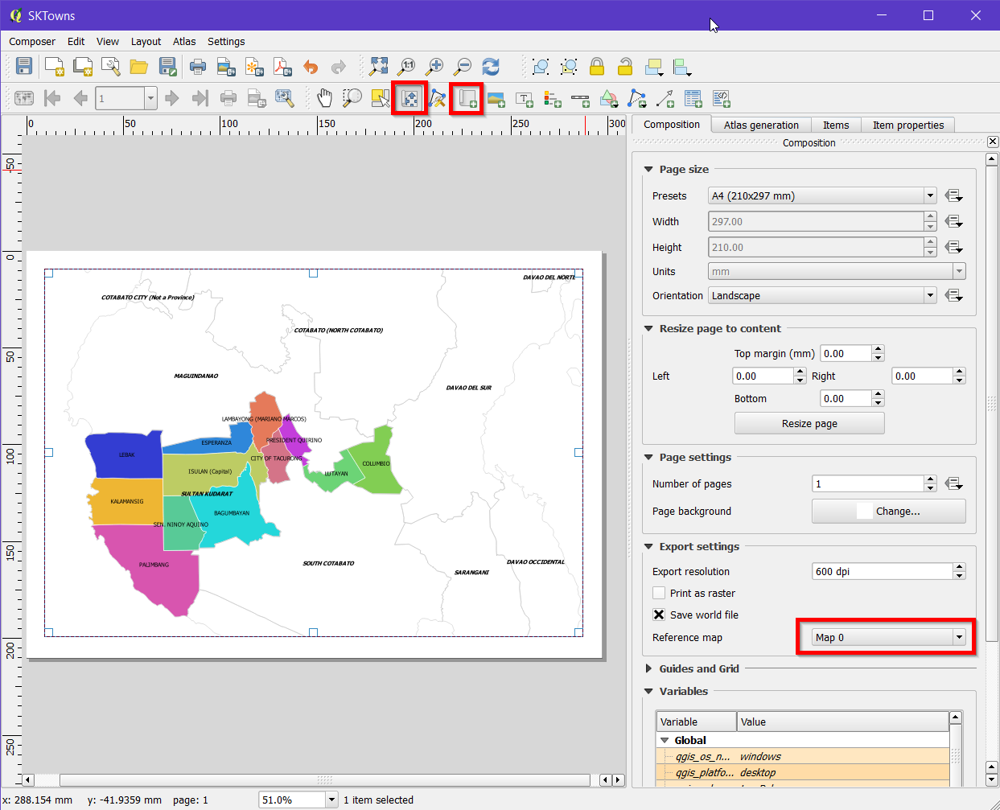 SKTowns
Composer Edit View Layout Atlas Settings
1:1
1
0 50 100 150 200 250 300
Composition Atlas generation Items Item properties
Composition
Page size
Presets A4 (210x297 mm)
Width 297.00
Height 210.00
Units mm
Orientation Landscape
Resize page to content
Top margin (mm) 0.00
Left 0.00 Right 0.00
Bottom 0.00
Resize page
Page settings
Number of pages 1
Page background Change...
Export settings
Export resolution 600 dpi
Print as raster
Save world file
Reference map Map 0
Guides and Grid
Variables
Variable Value
Global
qgis_os_n... windows
qgis_platfo... desktop
-50
0
50
100
150
200
250
DAVAO DEL NORTE
COTABATO CITY (Not a Province)
COTABATO (NORTH COTABATO)
MAGUINDANAO
DAVAO DEL SUR
LAMBAYONG (MARIANO MARCOS)
PRESIDENT QUIRINO
ESPERANZA
LEBAK
CITY OF TACURONG
COLUMBIO
ISULAN (Capital)
LUTAYAN
SULTAN KUDARAT
KALAMANSIG
BAGUMBAYAN
SEN. NINOY AQUINO
PALIMBANG
SOUTH COTABATO
DAVAO OCCIDENTAL
SARANGANI
x: 288.154 mm y: -41.9359 mm page: 1 51.0% 1 item selected